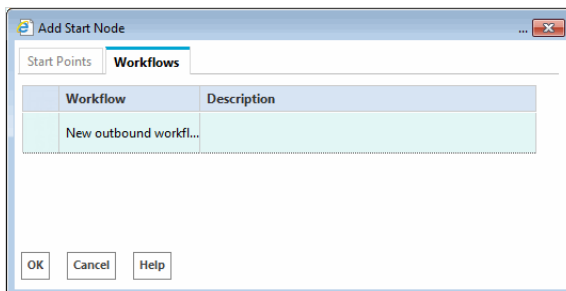 Add Start Node ...
Start Points Workflows
Workflow Description
New outbound workfl...
OK Cancel Help